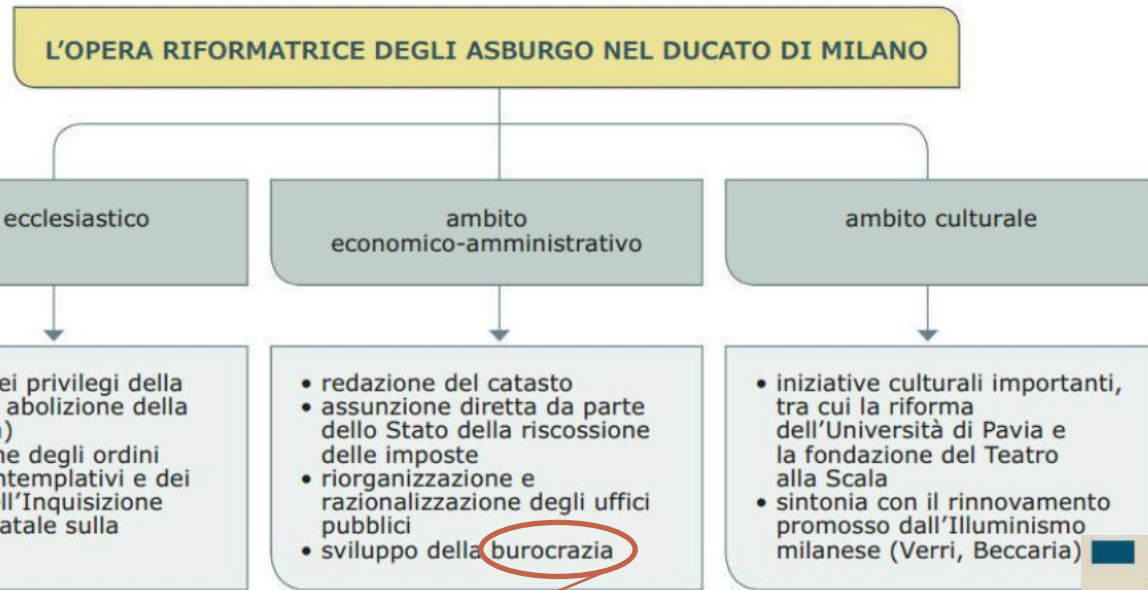 L'OPERA RIFORMATRICE DEGLI ASBURGO NEL DUCATO DI MILANO
ecclesiastico
ei privilegi della
abolizione della
ne degli ordini
ntemplativi e dei
ell'Inquisizione
atale sulla
ambito
economico-amministrativo
• redazione del catasto
• assunzione diretta da parte
dello Stato della riscossione
delle imposte
• riorganizzazione e
razionalizzazione degli uffici
pubblici
• sviluppo della burocrazia
ambito culturale
• iniziative culturali importanti,
tra cui la riforma
dell'Università di Pavia e
la fondazione del Teatro
alla Scala
• sintonia con il rinnovamento
promosso dall'Illuminismo
milanese (Verri, Beccaria)